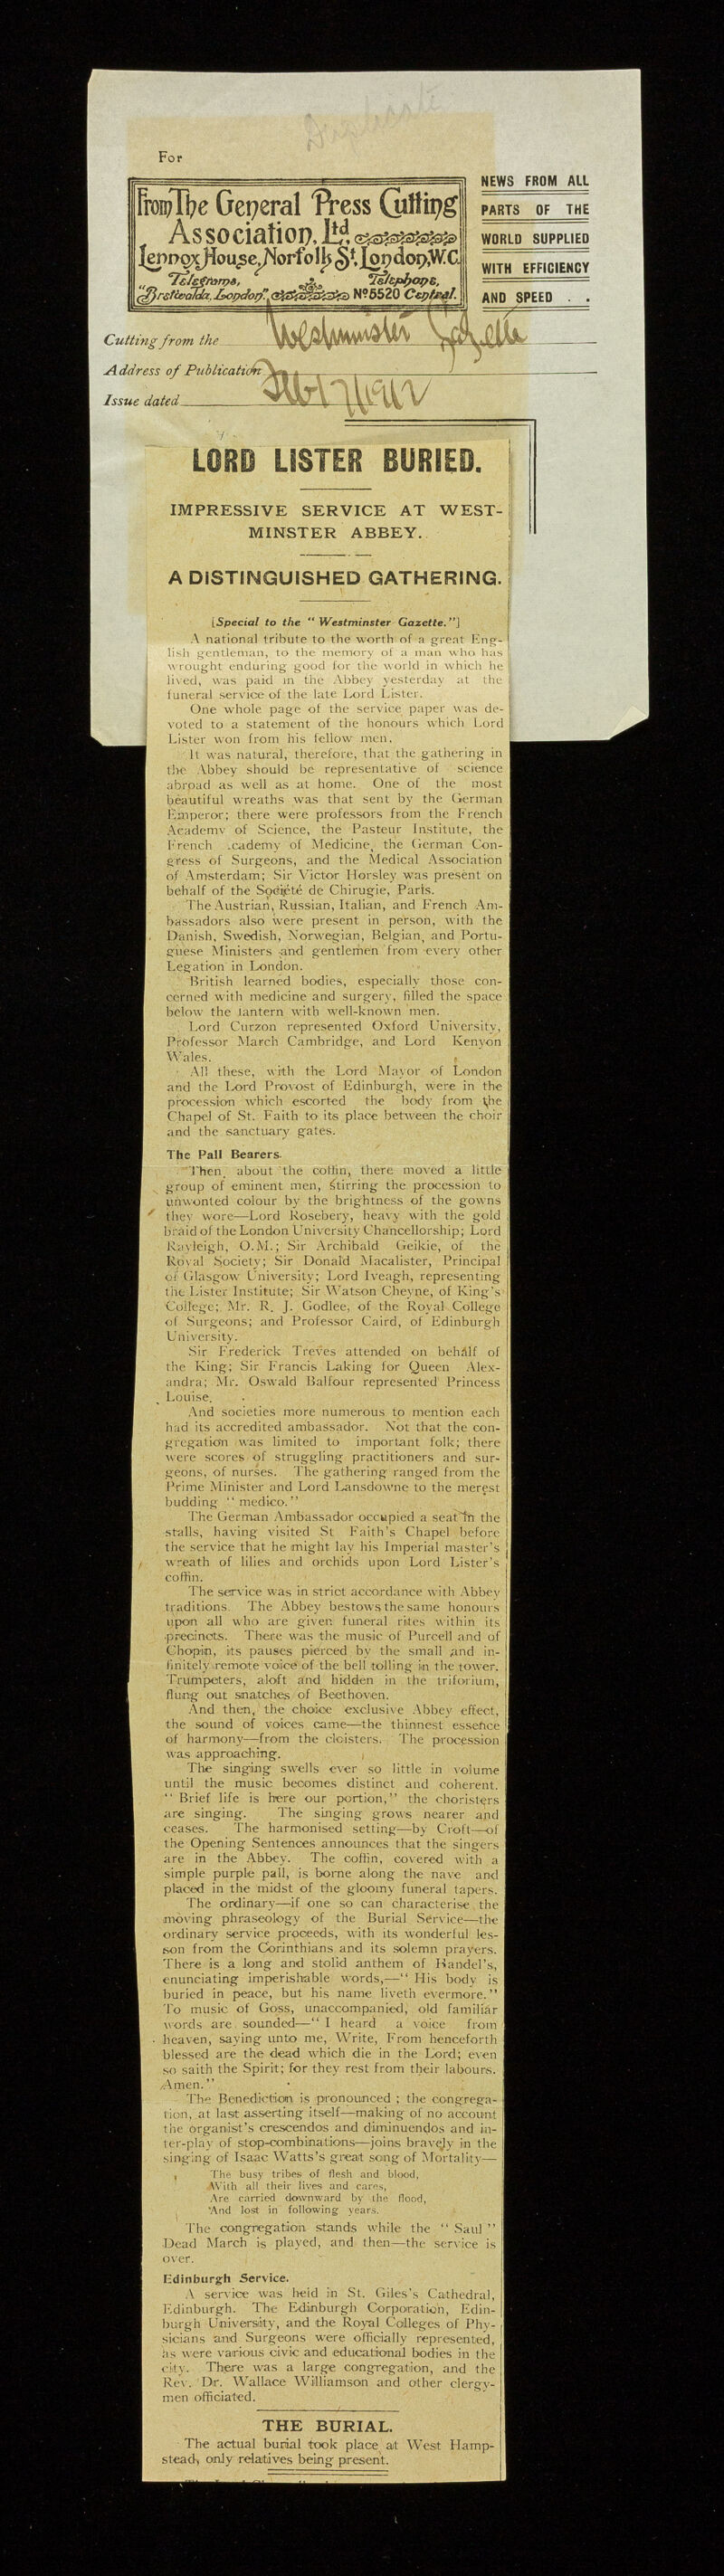 Duplicate
For
From The General Press Cutting
Association, Ltd.
Lennox House, Norfolk St., London, W.C.
Telegrams, Telephone,
"Bretwalda, London." Nº 5520 Central.
NEWS FROM ALL
PARTS OF THE
WORLD SUPPLIED
WITH EFFICIENCY
AND SPEED . .
Cutting from the Westminster Gazette
Address of Publication
Issue dated Feb 17/1912
LORD LISTER BURIED.
IMPRESSIVE SERVICE AT WEST-
MINSTER ABBEY.
A DISTINGUISHED GATHERING.
[Special to the "Westminster Gazette."]
A national tribute to the worth of a great Eng-
lish gentleman, to the memory of a man who has
wrought enduring good for the world in which he
lived, was paid in the Abbey yesterday at the
funeral service of the late Lord Lister.
One whole page of the service paper was de-
voted to a statement of the honours which Lord
Lister won from his fellow men.
It was natural, therefore, that the gathering in
the Abbey should be representative of science
abroad as well as at home. One of the most
beautiful wreaths was that sent by the German
Emperor; there were professors from the French
Academy of Science, the Pasteur Institute, the
French cademy of Medicine, the German Con-
gress of Surgeons, and the Medical Association
of Amsterdam; Sir Victor Horsley was present on
behalf of the Société de Chirugie, Paris.
The Austrian, Russian, Italian, and French Am-
bassadors also were present in person, with the
Danish, Swedish, Norwegian, Belgian, and Portu-
guese Ministers and gentlemen from every other
Legation in London.
British learned bodies, especially those con-
cerned with medicine and surgery, filled the space
below the lantern with well-known men.
Lord Curzon represented Oxford University,
Professor March Cambridge, and Lord Kenyon
Wales.
All these, with the Lord Mayor of London
and the Lord Provost of Edinburgh, were in the
procession which escorted the body from the
Chapel of St. Faith to its place between the choir
and the sanctuary gates.
The Pall Bearers.
Then, about the coffin, there moved a little
group of eminent men, stirring the procession to
unwonted colour by the brightness of the gowns
they wore—Lord Rosebery, heavy with the gold
braid of the London University Chancellorship; Lord
Rayleigh, O.M.; Sir Archibald Geikie, of the
Royal Society; Sir Donald Macalister, Principal
of Glasgow University; Lord Iveagh, representing
the Lister Institute; Sir Watson Cheyne, of King's
College; Mr. R. J. Godlee, of the Royal College
of Surgeons; and Professor Caird, of Edinburgh
University.
Sir Frederick Treves attended on behalf of
the King; Sir Francis Laking for Queen Alex-
andra; Mr. Oswald Balfour represented Princess
Louise.
And societies more numerous to mention each
had its accredited ambassador. Not that the con-
gregation was limited to important folk; there
were scores of struggling practitioners and sur-
geons, of nurses. The gathering ranged from the
Prime Minister and Lord Lansdowne to the merest
budding "medico."
The German Ambassador occupied a seat in the
stalls, having visited St Faith's Chapel before
the service that he might lay his Imperial master's
wreath of lilies and orchids upon Lord Lister's
coffin.
The service was in strict accordance with Abbey
traditions. The Abbey bestows the same honours
upon all who are given funeral rites within its
precincts. There was the music of Purcell and of
Chopin, its pauses pierced by the small and in-
finitely remote voice of the bell tolling in the tower.
Trumpeters, aloft and hidden in the triforium,
flung out snatches of Beethoven.
And then, the choice exclusive Abbey effect,
the sound of voices came—the thinnest essence
of harmony—from the cloisters. The procession
was approaching.
The singing swells ever so little in volume
until the music becomes distinct and coherent.
"Brief life is here our portion," the choristers
are singing. The singing grows nearer and
ceases. The harmonised setting—by Croft—of
the Opening Sentences announces that the singers
are in the Abbey. The coffin, covered with a
simple purple pall, is borne along the nave and
placed in the midst of the gloomy funeral tapers.
The ordinary—if one so can characterise the
moving phraseology of the Burial Service—the
ordinary service proceeds, with its wonderful les-
son from the Corinthians and its solemn prayers.
There is a long and stolid anthem of Handel's,
enunciating imperishable words,—"His body is
buried in peace, but his name liveth evermore."
To music of Goss, unaccompanied, old familiar
words are sounded—"I heard a voice from
heaven, saying unto me, Write, From henceforth
blessed are the dead which die in the Lord; even
so saith the Spirit; for they rest from their labours.
Amen."
The Benediction is pronounced; the congrega-
tion, at last asserting itself—making of no account
the organist's crescendos and diminuendos and in-
ter-play of stop-combinations—joins bravely in the
singing of Isaac Watts's great song of Mortality—
The busy tribes of flesh and blood,
With all their lives and cares,
Are carried downward by the flood,
And lost in following years.
The congregation stands while the "Saul"
Dead March is played, and then—the service is
over.
Edinburgh Service.
A service was held in St. Giles's Cathedral,
Edinburgh. The Edinburgh Corporation, Edin-
burgh University, and the Royal Colleges of Phy-
sicians and Surgeons were officially represented,
as were various civic and educational bodies in the
city. There was a large congregation, and the
Rev. Dr. Wallace Williamson and other clergy-
men officiated.
THE BURIAL.
The actual burial took place at West Hamp-
stead, only relatives being present.